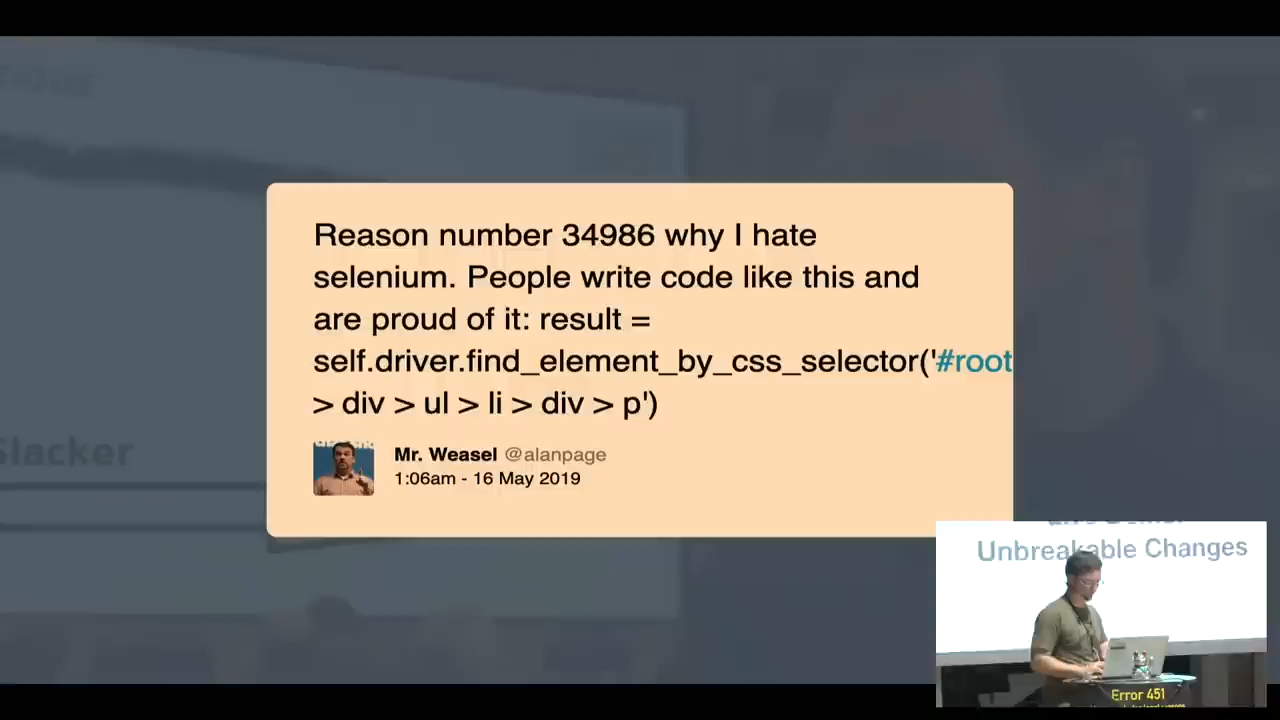 Reason number 34986 why I hate
selenium. People write code like this and
are proud of it: result =
self.driver.find_element_by_css_selector('#root
> div > ul > li > div > p')
Mr. Weasel @alanpage
1:06am - 16 May 2019
Slacker
Unbreakable Changes
Error 451